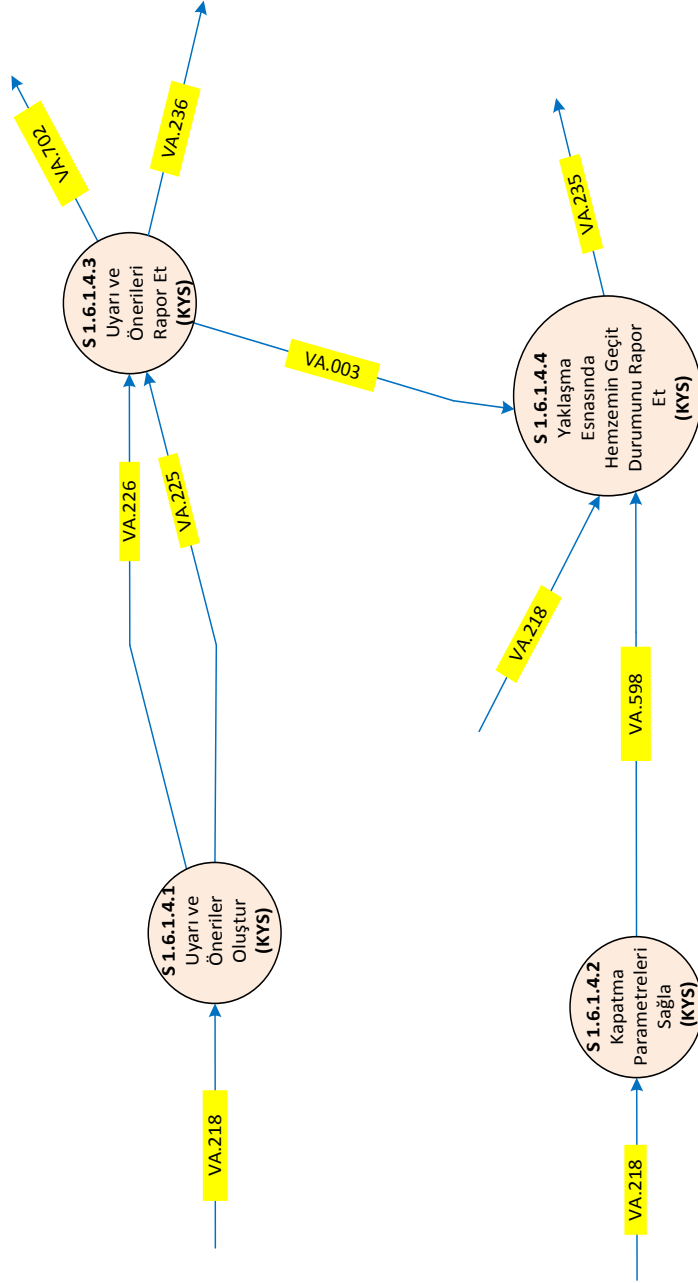 VA.218
S 1.6.1.4.1
Uyarı ve
Öneriler
Oluştur
(KYS)
VA.226
VA.225
S 1.6.1.4.3
Uyarı ve
Önerileri
Rapor Et
(KYS)
VA.702
VA.236
VA.003
VA.218
S 1.6.1.4.2
Kapatma
Parametreleri
Sağla
(KYS)
VA.598
VA.218
S 1.6.1.4.4
Yaklaşma
Esnasında
Hemzemin Geçit
Durumunu Rapor
Et
(KYS)
VA.235